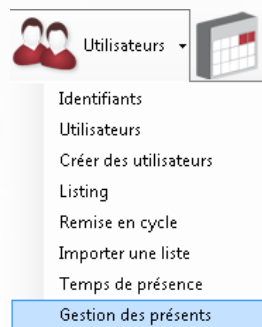 Utilisateurs
Identifiants
Utilisateurs
Créer des utilisateurs
Listing
Remise en cycle
Importer une liste
Temps de présence
Gestion des présents